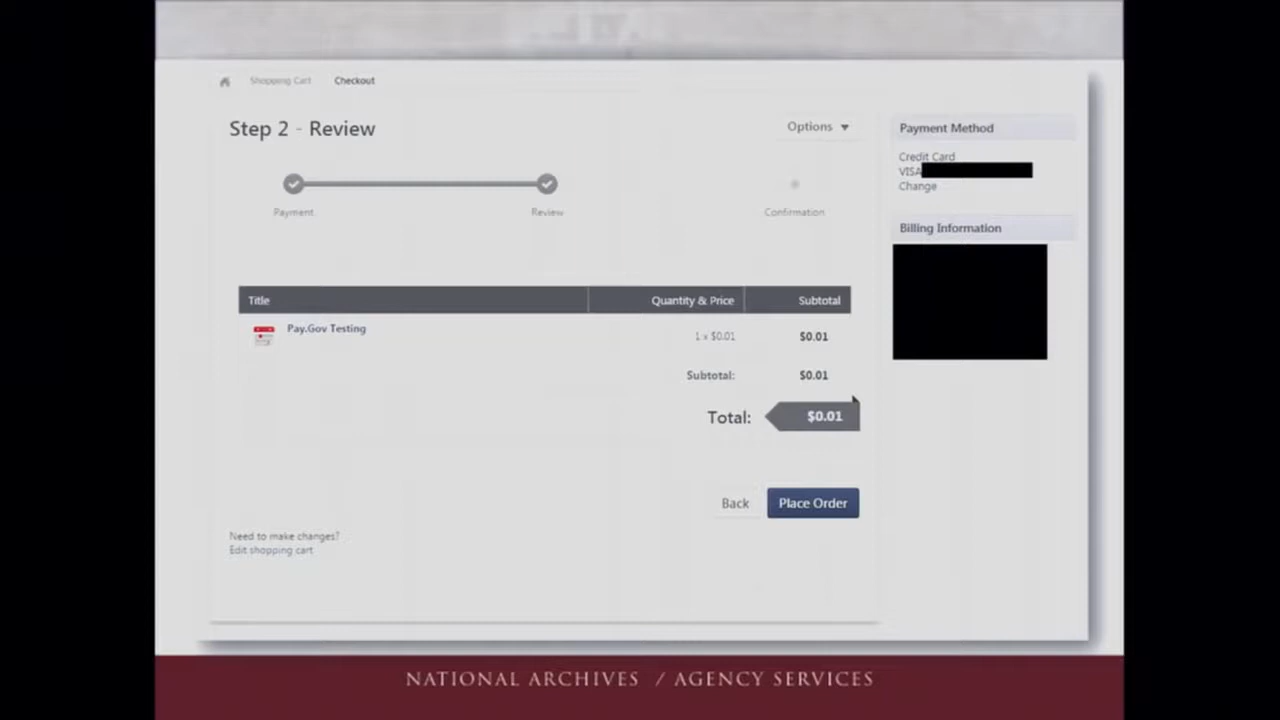 Shopping Cart Checkout
Step 2 - Review
Options
Payment Review Confirmation
Title Quantity & Price Subtotal
Pay.Gov Testing 1 x $0.01 $0.01
Subtotal: $0.01
Total: $0.01
Back Place Order
Need to make changes?
Edit shopping cart
Payment Method
Credit Card
VISA
Change
Billing Information
NATIONAL ARCHIVES / AGENCY SERVICES